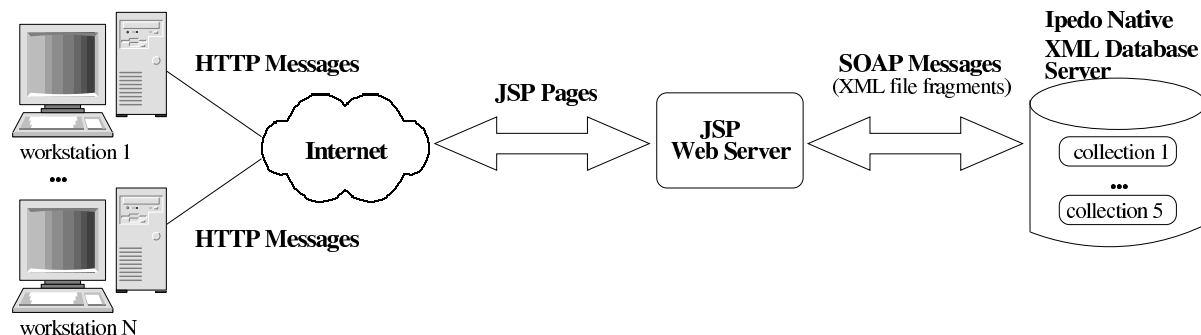 HTTP Messages
workstation 1
...
HTTP Messages
workstation N
Internet
JSP Pages
JSP
Web Server
SOAP Messages
(XML file fragments)
Ipedo Native
XML Database
Server
collection 1
...
collection 5